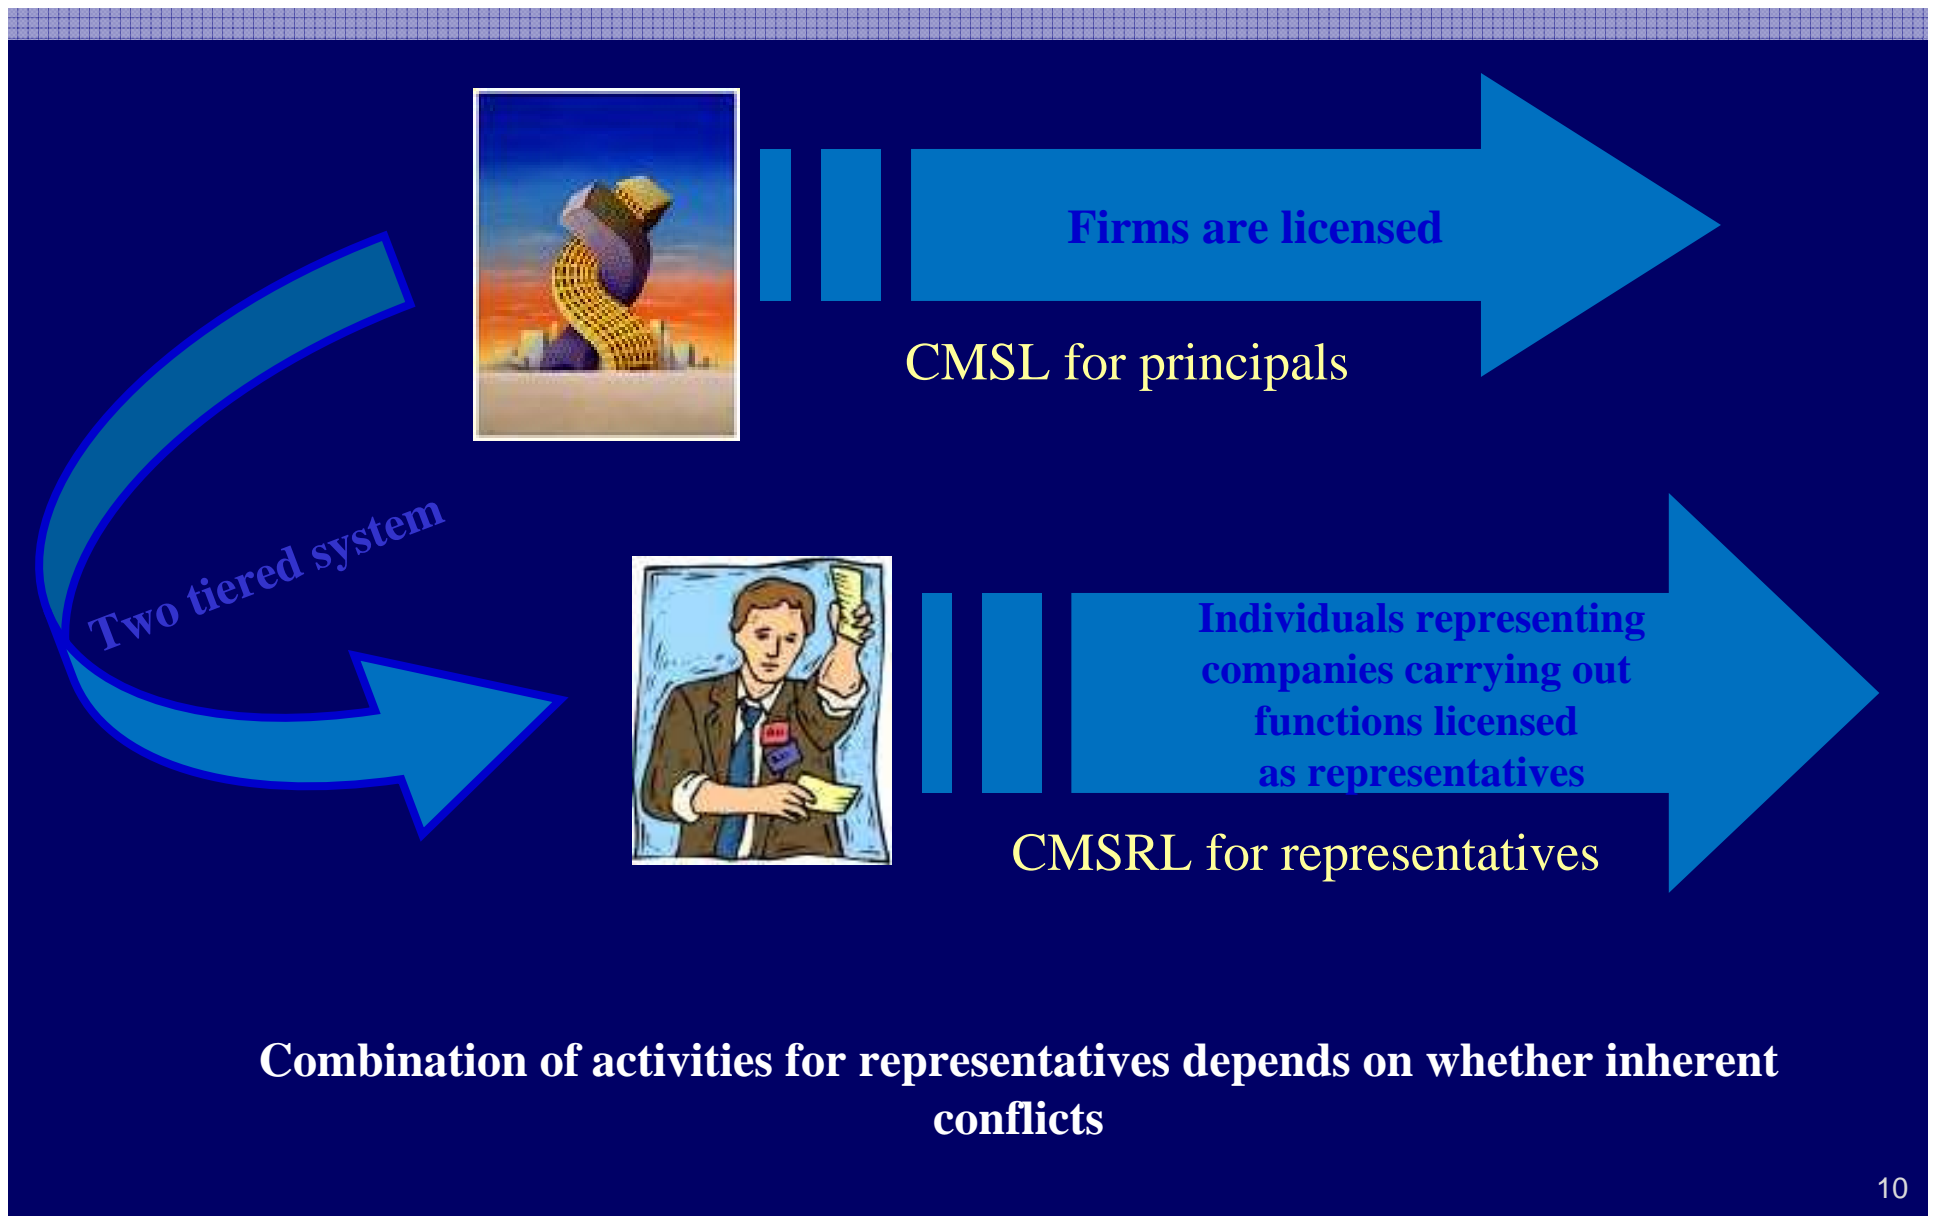 Firms are licensed
CMSL for principals
Two tiered system
Individuals representing
companies carrying out
functions licensed
as representatives
CMSRL for representatives
Combination of activities for representatives depends on whether inherent
conflicts
10